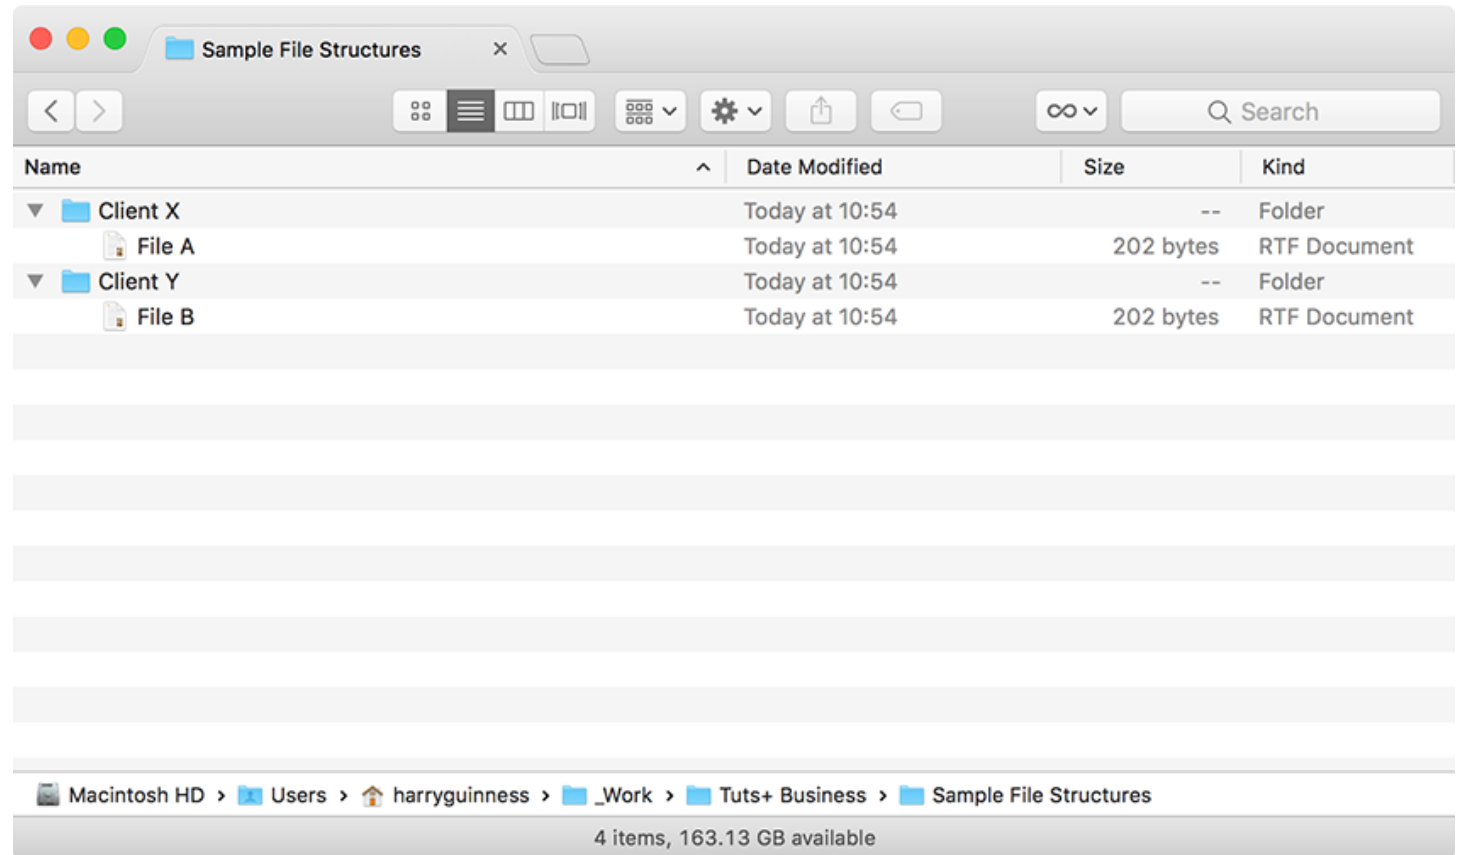 Sample File Structures
Search
Name Date Modified Size Kind
Client X Today at 10:54 -- Folder
File A Today at 10:54 202 bytes RTF Document
Client Y Today at 10:54 -- Folder
File B Today at 10:54 202 bytes RTF Document
Macintosh HD › Users › harryguinness › _Work › Tuts+ Business › Sample File Structures
4 items, 163.13 GB available